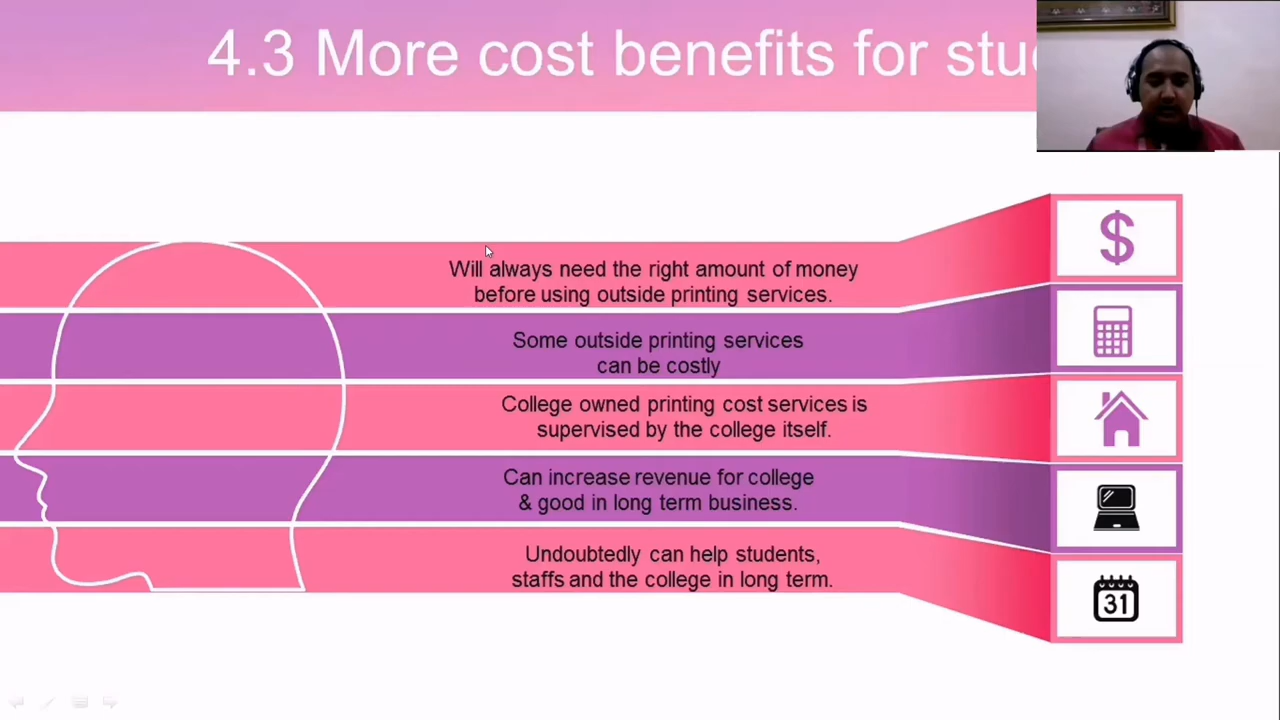 4.3 More cost benefits for
Will always need the right amount of money
before using outside printing services.
$
Some outside printing services
can be costly
College owned printing cost services is
supervised by the college itself.
Can increase revenue for college
& good in long term business.
Undoubtedly can help students,
staffs and the college in long term.
31